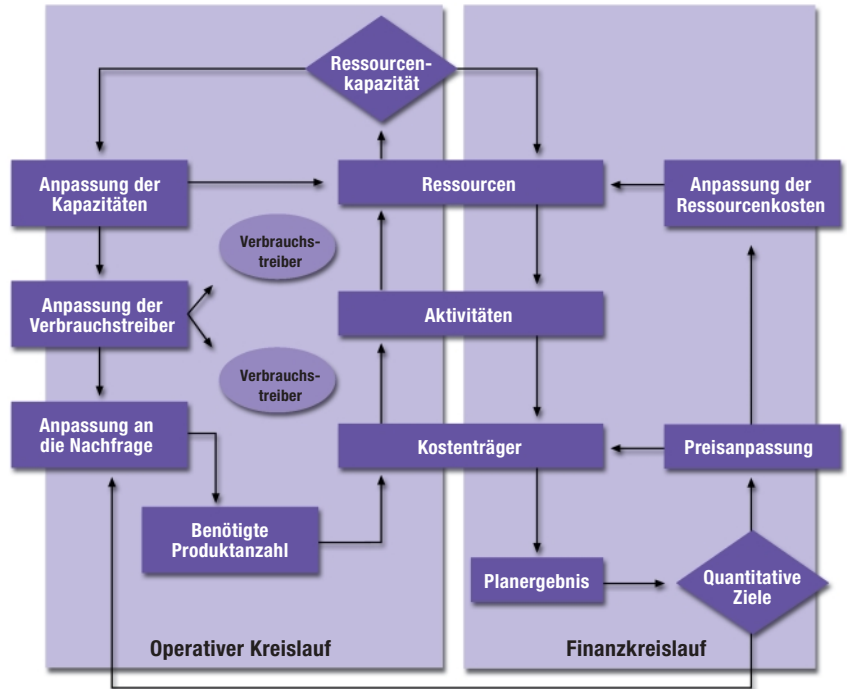 Ressourcen-
kapazität
Anpassung der
Kapazitäten
Ressourcen
Anpassung der
Ressourcenkosten
Verbrauchs-
treiber
Anpassung der
Verbrauchstreiber
Aktivitäten
Verbrauchs-
treiber
Anpassung an
die Nachfrage
Kostenträger
Preisanpassung
Benötigte
Produktanzahl
Planergebnis
Quantitative
Ziele
Operativer Kreislauf
Finanzkreislauf